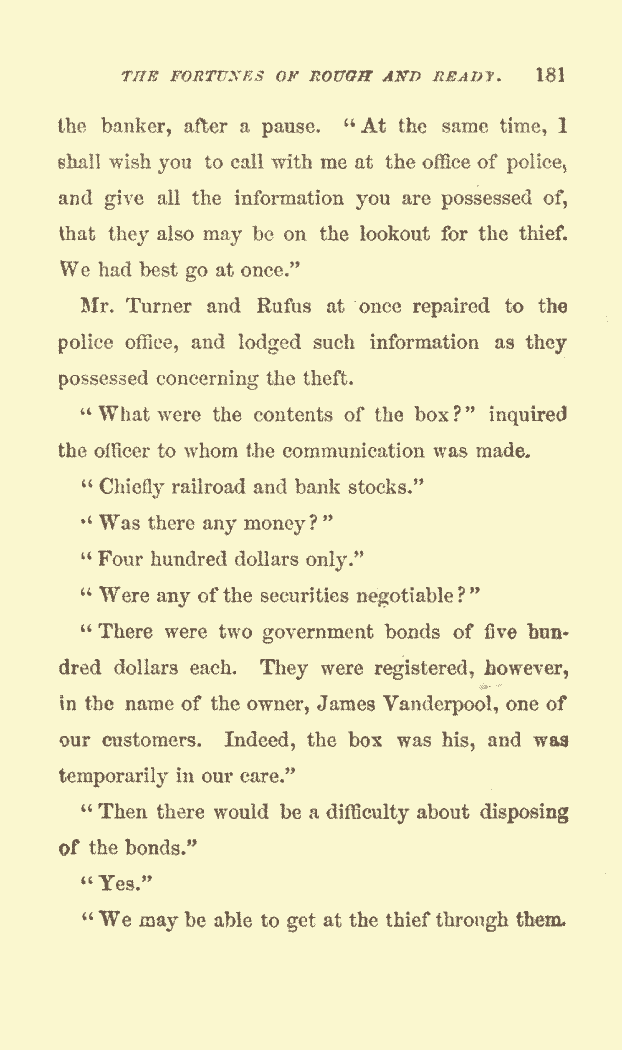 THE FORTUNES OF ROUGH AND READY. 181
the banker, after a pause. "At the same time, I
shall wish you to call with me at the office of police,
and give all the information you are possessed of,
that they also may be on the lookout for the thief.
We had best go at once."
Mr. Turner and Rufus at once repaired to the
police office, and lodged such information as they
possessed concerning the theft.
"What were the contents of the box?" inquired
the officer to whom the communication was made.
"Chiefly railroad and bank stocks."
"Was there any money?"
"Four hundred dollars only."
"Were any of the securities negotiable?"
"There were two government bonds of five hun-
dred dollars each. They were registered, however,
in the name of the owner, James Vanderpool, one of
our customers. Indeed, the box was his, and was
temporarily in our care."
"Then there would be a difficulty about disposing
of the bonds."
"Yes."
"We may be able to get at the thief through them.